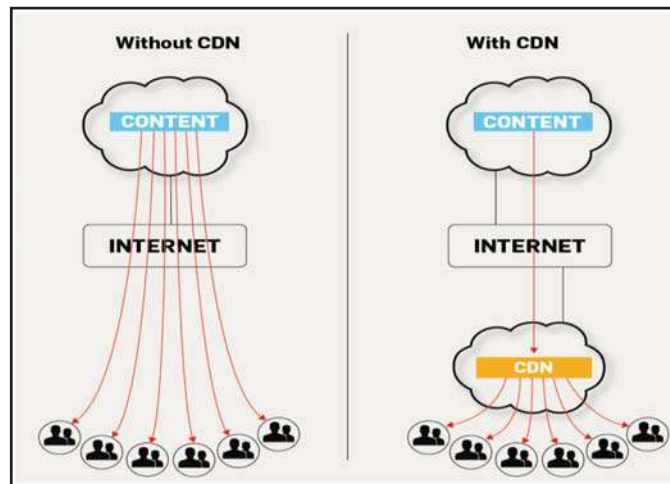 Without CDN
CONTENT
INTERNET
With CDN
CONTENT
INTERNET
CDN